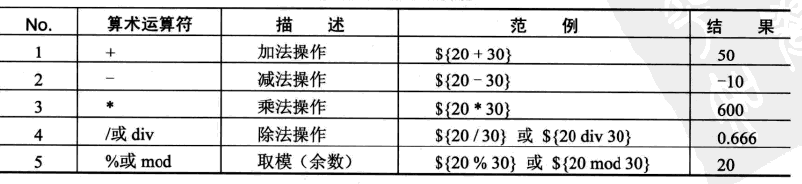 No. 算术运算符 描 述 范 例 结 果
1 + 加法操作 ${20 + 30} 50
2 − 减法操作 ${20 − 30} −10
3 * 乘法操作 ${20 * 30} 600
4 /或 div 除法操作 ${20 / 30} 或 ${20 div 30} 0.666
5 %或 mod 取模（余数） ${20 % 30} 或 ${20 mod 30} 20